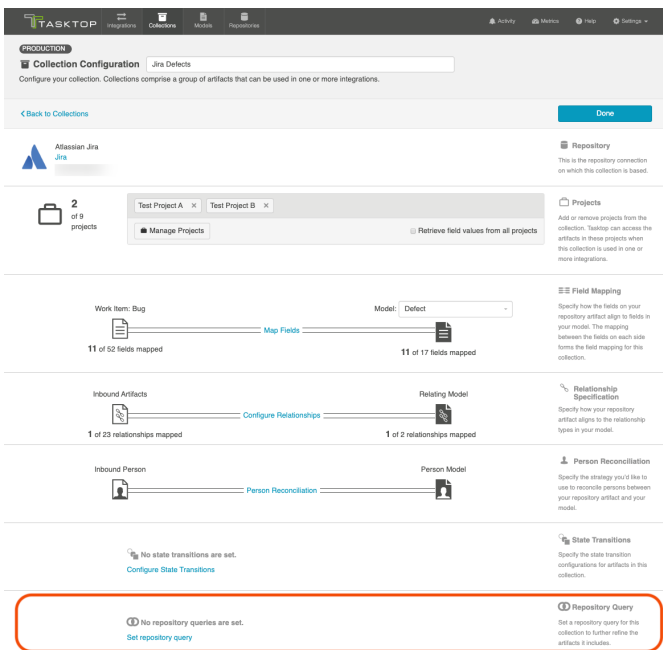 TASKTOP
Integrations
Collections
Models
Repositories
Activity
Metrics
Help
Settings
PRODUCTION
Collection Configuration
Jira Defects
Configure your collection. Collections comprise a group of artifacts that can be used in one or more integrations.
Back to Collections
Done
Atlassian Jira
Jira
Repository
This is the repository connection
on which this collection is based.
2
of 9
projects
Test Project A ×
Test Project B ×
Manage Projects
Retrieve field values from all projects
Projects
Add or remove projects from the
collection. Tasktop can access the
artifacts in these projects when
this collection is used in one or
more integrations.
Work Item: Bug
Model: Defect
Map Fields
11 of 52 fields mapped
11 of 17 fields mapped
Field Mapping
Specify how the fields on your
repository artifact align to fields in
your model. The mapping
between the fields on each side
forms the field mapping for this
collection.
Inbound Artifacts
Relating Model
Configure Relationships
1 of 23 relationships mapped
1 of 2 relationships mapped
Relationship
Specification
Specify how your repository
artifact aligns to the relationship
types in your model.
Inbound Person
Person Model
Person Reconciliation
Person Reconciliation
Specify the strategy you'd like to
use to reconcile persons between
your repository artifact and your
model.
No state transitions are set.
Configure State Transitions
State Transitions
Specify the state transition
configurations for artifacts in this
collection.
No repository queries are set.
Set repository query
Repository Query
Set a repository query for this
collection to further refine the
artifacts it includes.